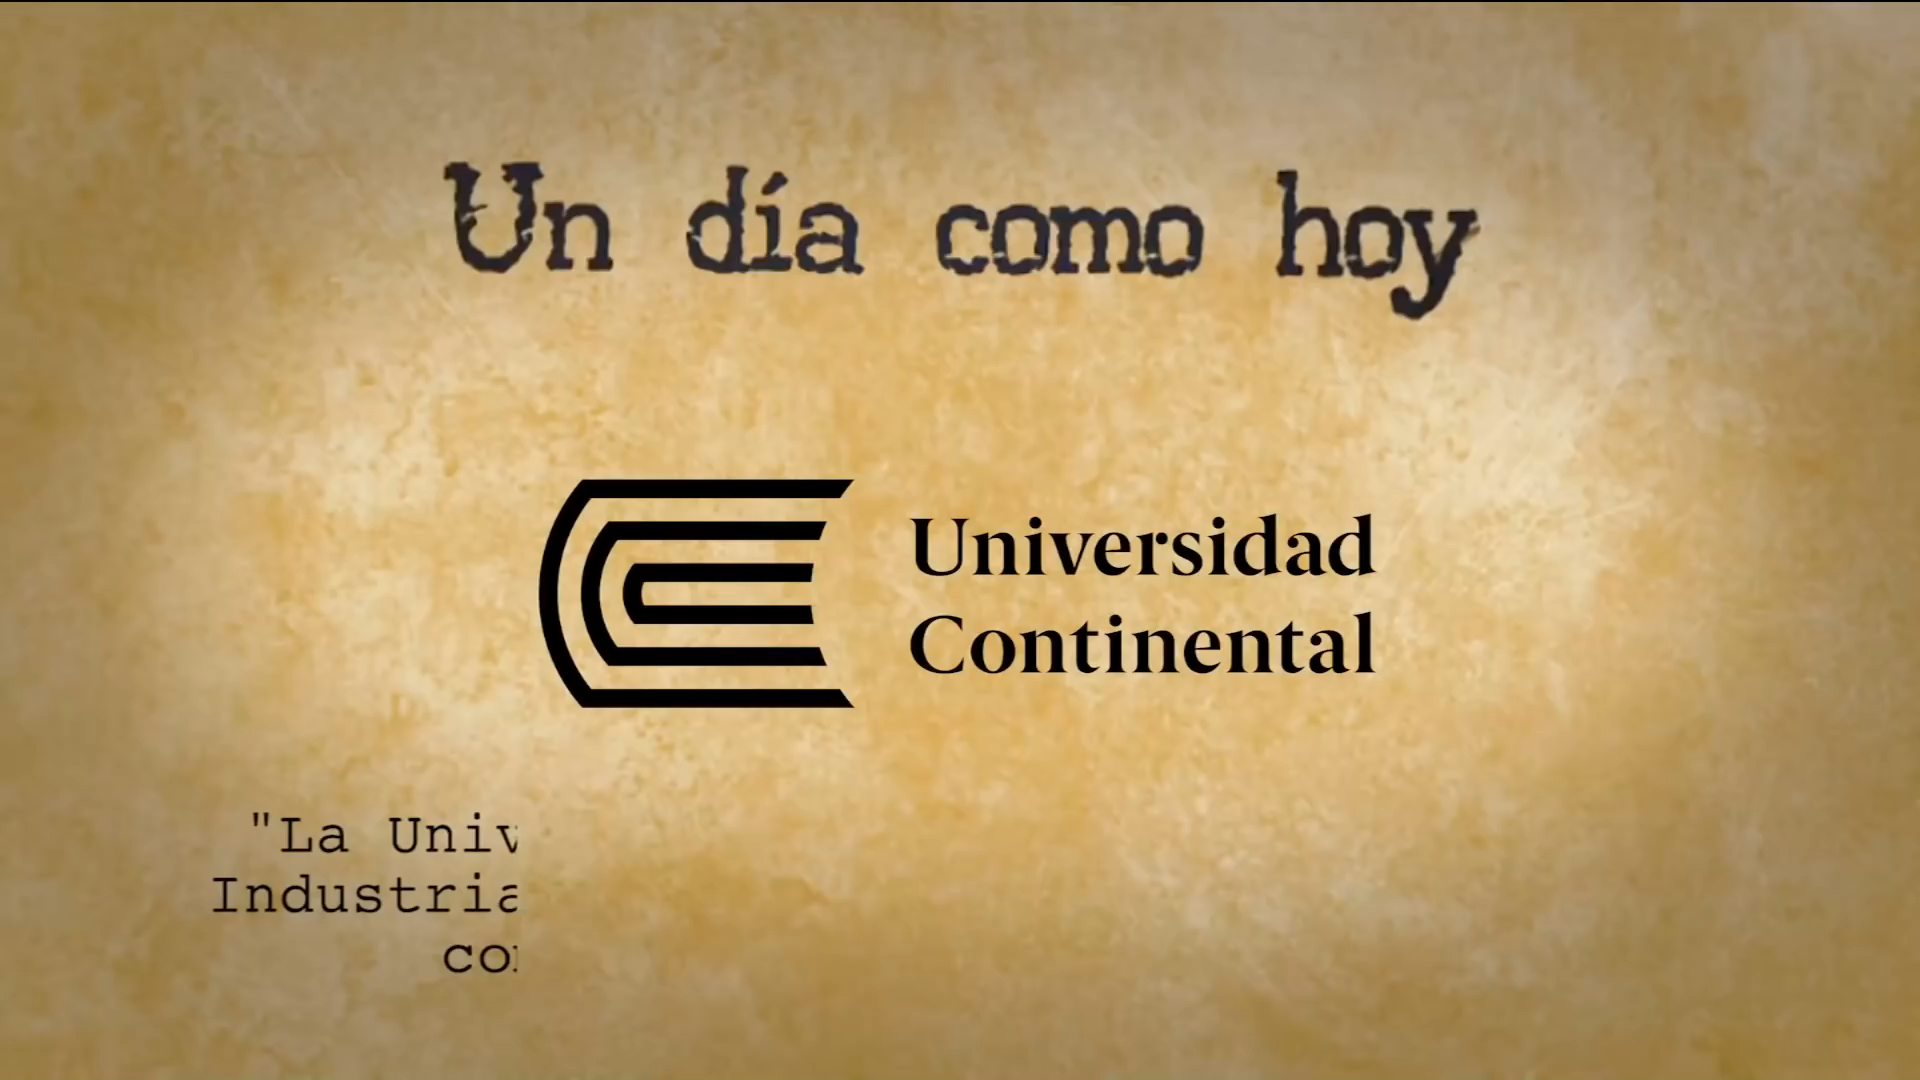 Un día como hoy
Universidad
Continental
"La Univ
Industria
co